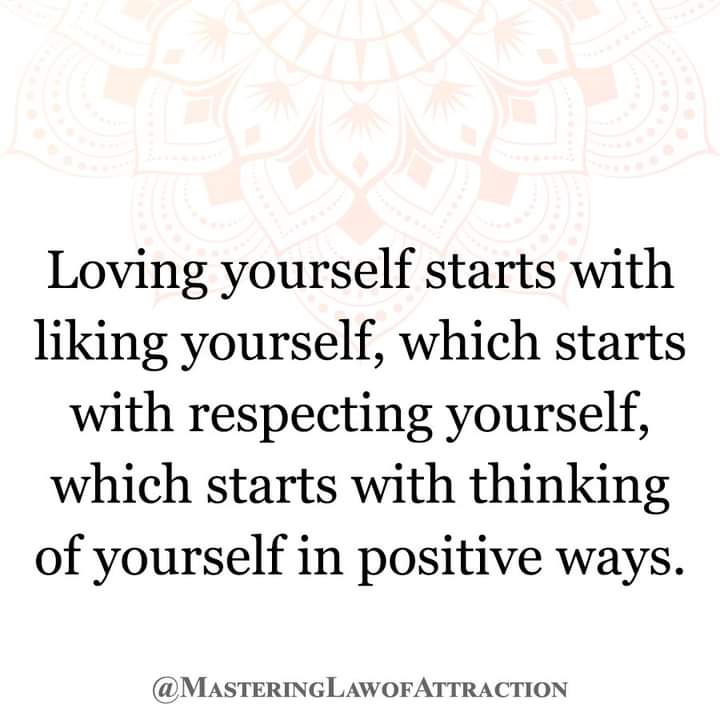 Loving yourself starts with
liking yourself, which starts
with respecting yourself,
which starts with thinking
of yourself in positive ways.
@MasteringLawofAttraction